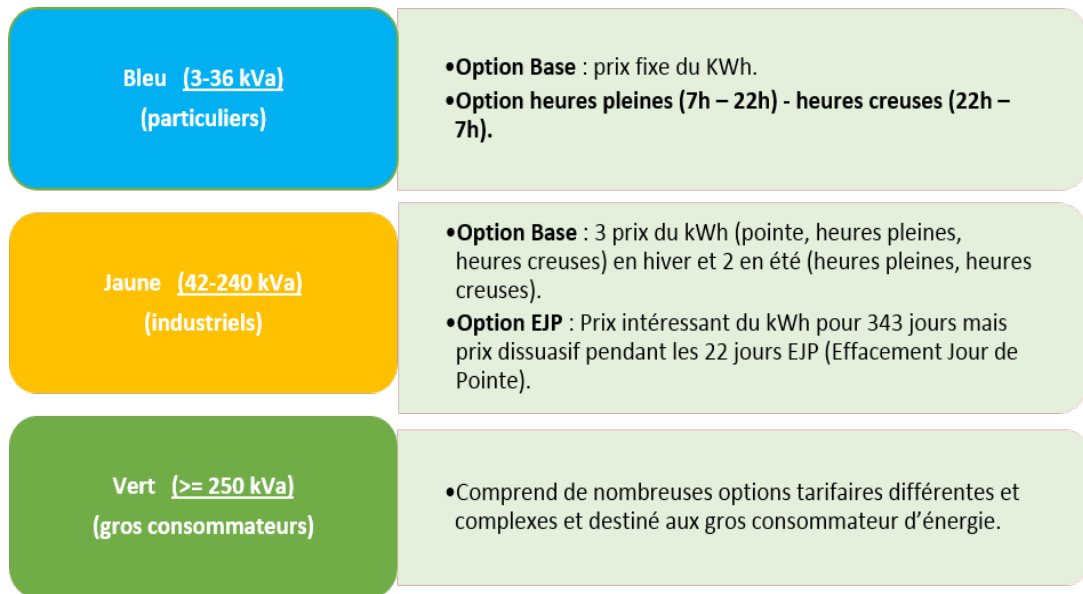 Bleu (3-36 kVa)
(particuliers)
•Option Base : prix fixe du KWh.
•Option heures pleines (7h – 22h) - heures creuses (22h –
7h).
Jaune (42-240 kVa)
(industriels)
•Option Base : 3 prix du kWh (pointe, heures pleines,
heures creuses) en hiver et 2 en été (heures pleines, heures
creuses).
•Option EJP : Prix intéressant du kWh pour 343 jours mais
prix dissuasif pendant les 22 jours EJP (Effacement Jour de
Pointe).
Vert (>= 250 kVa)
(gros consommateurs)
•Comprend de nombreuses options tarifaires différentes et
complexes et destiné aux gros consommateur d’énergie.